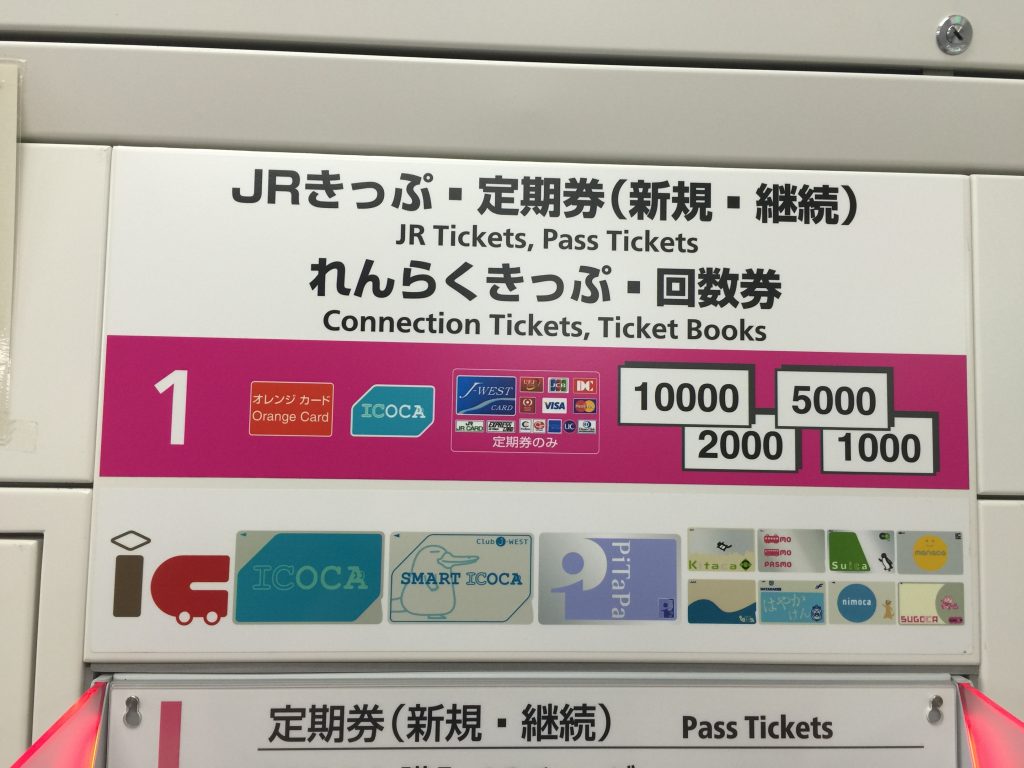 JRきっぷ・定期券(新規・継続)
JR Tickets, Pass Tickets
れんらくきっぷ・回数券
Connection Tickets, Ticket Books
1
オレンジ カード
Orange Card
ICOCA
J-WEST
CARD
JCB
DC
VISA
JR CARD
UC
定期券のみ
10000
5000
2000
1000
ic
ICOCA
Club J-WEST
SMART ICOCA
PiTaPa
Kitaca
PASMO
Suica
manaca
はやかけん
nimoca
SUGOCA
定期券(新規・継続) Pass Tickets